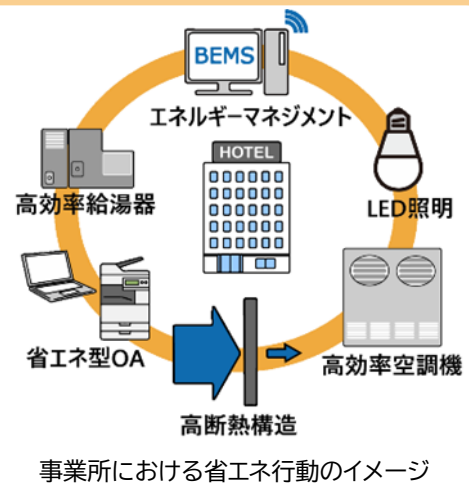 BEMS
エネルギーマネジメント
HOTEL
高効率給湯器
LED照明
省エネ型OA
高効率空調機
高断熱構造
事業所における省エネ行動のイメージ